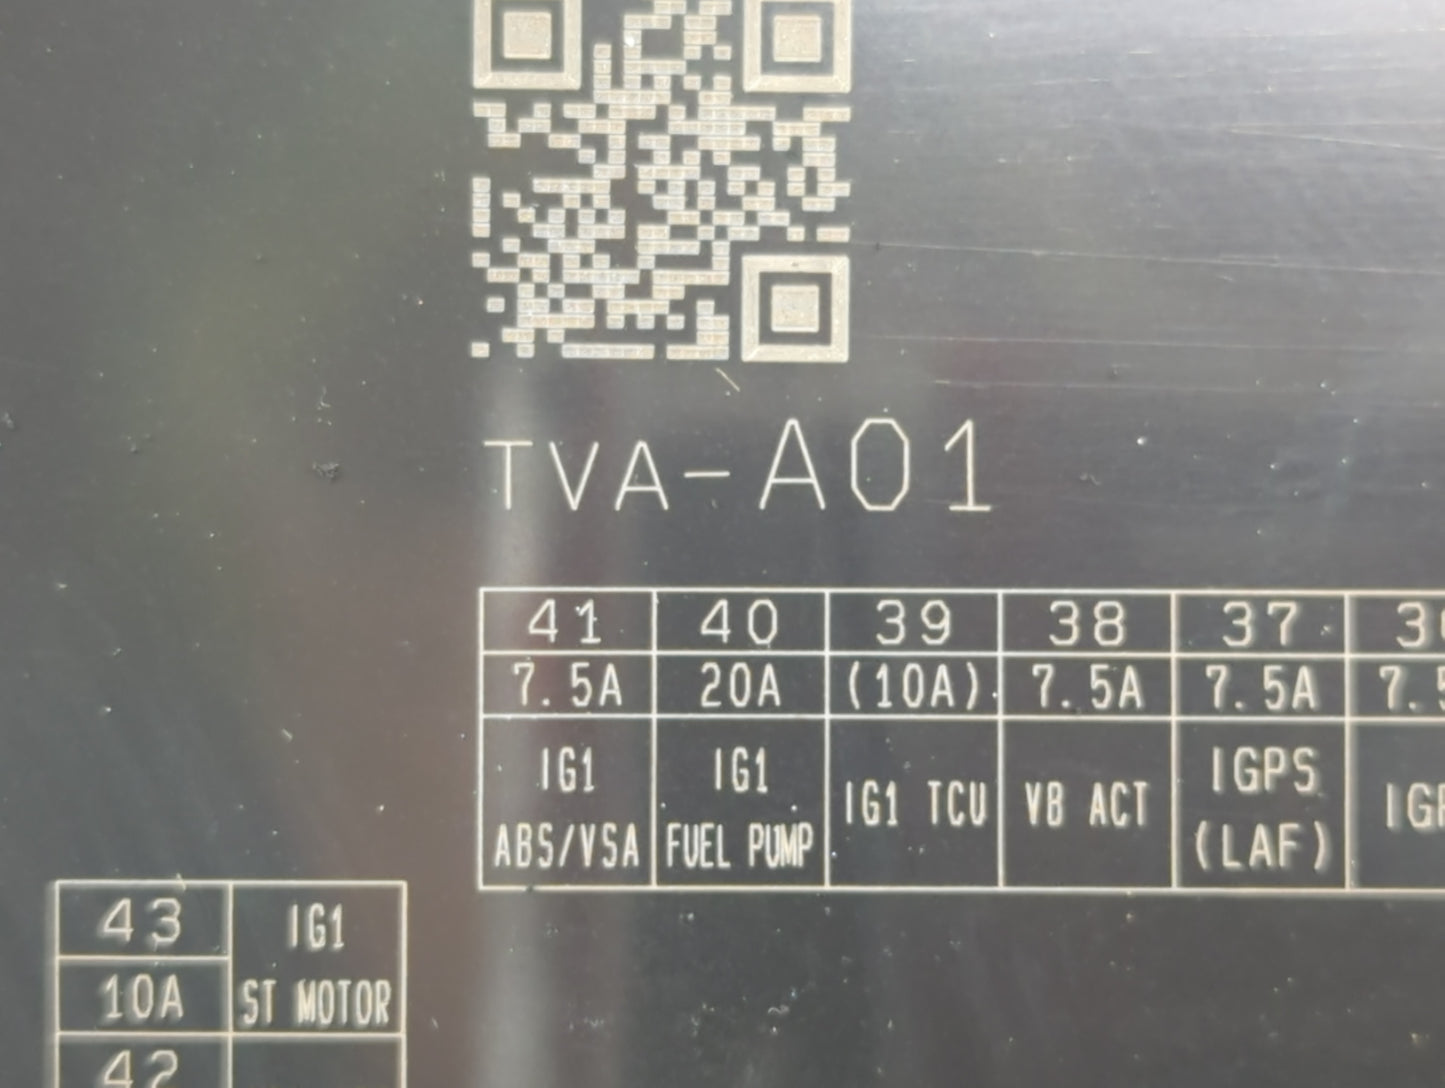 TVA-A01
41 40 39 38 37
7.5A 20A (10A) 7.5A 7.5A
IG1 ABS/VSA
IG1 FUEL PUMP
IG1 TCU
VB ACT
IGPS (LAF)
43 IG1
10A ST MOTOR
42